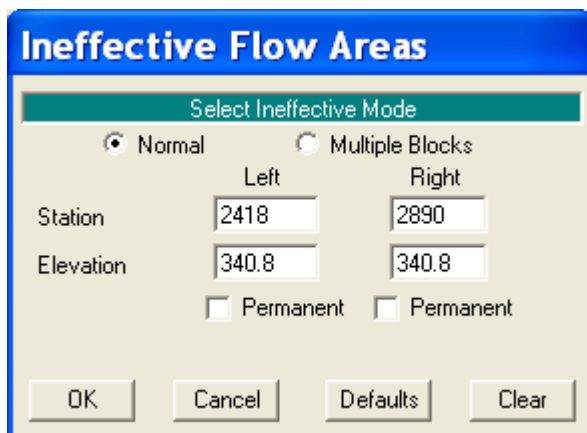 Ineffective Flow Areas
Select Ineffective Mode
Normal Multiple Blocks
Left Right
Station 2418 2890
Elevation 340.8 340.8
Permanent Permanent
OK Cancel Defaults Clear